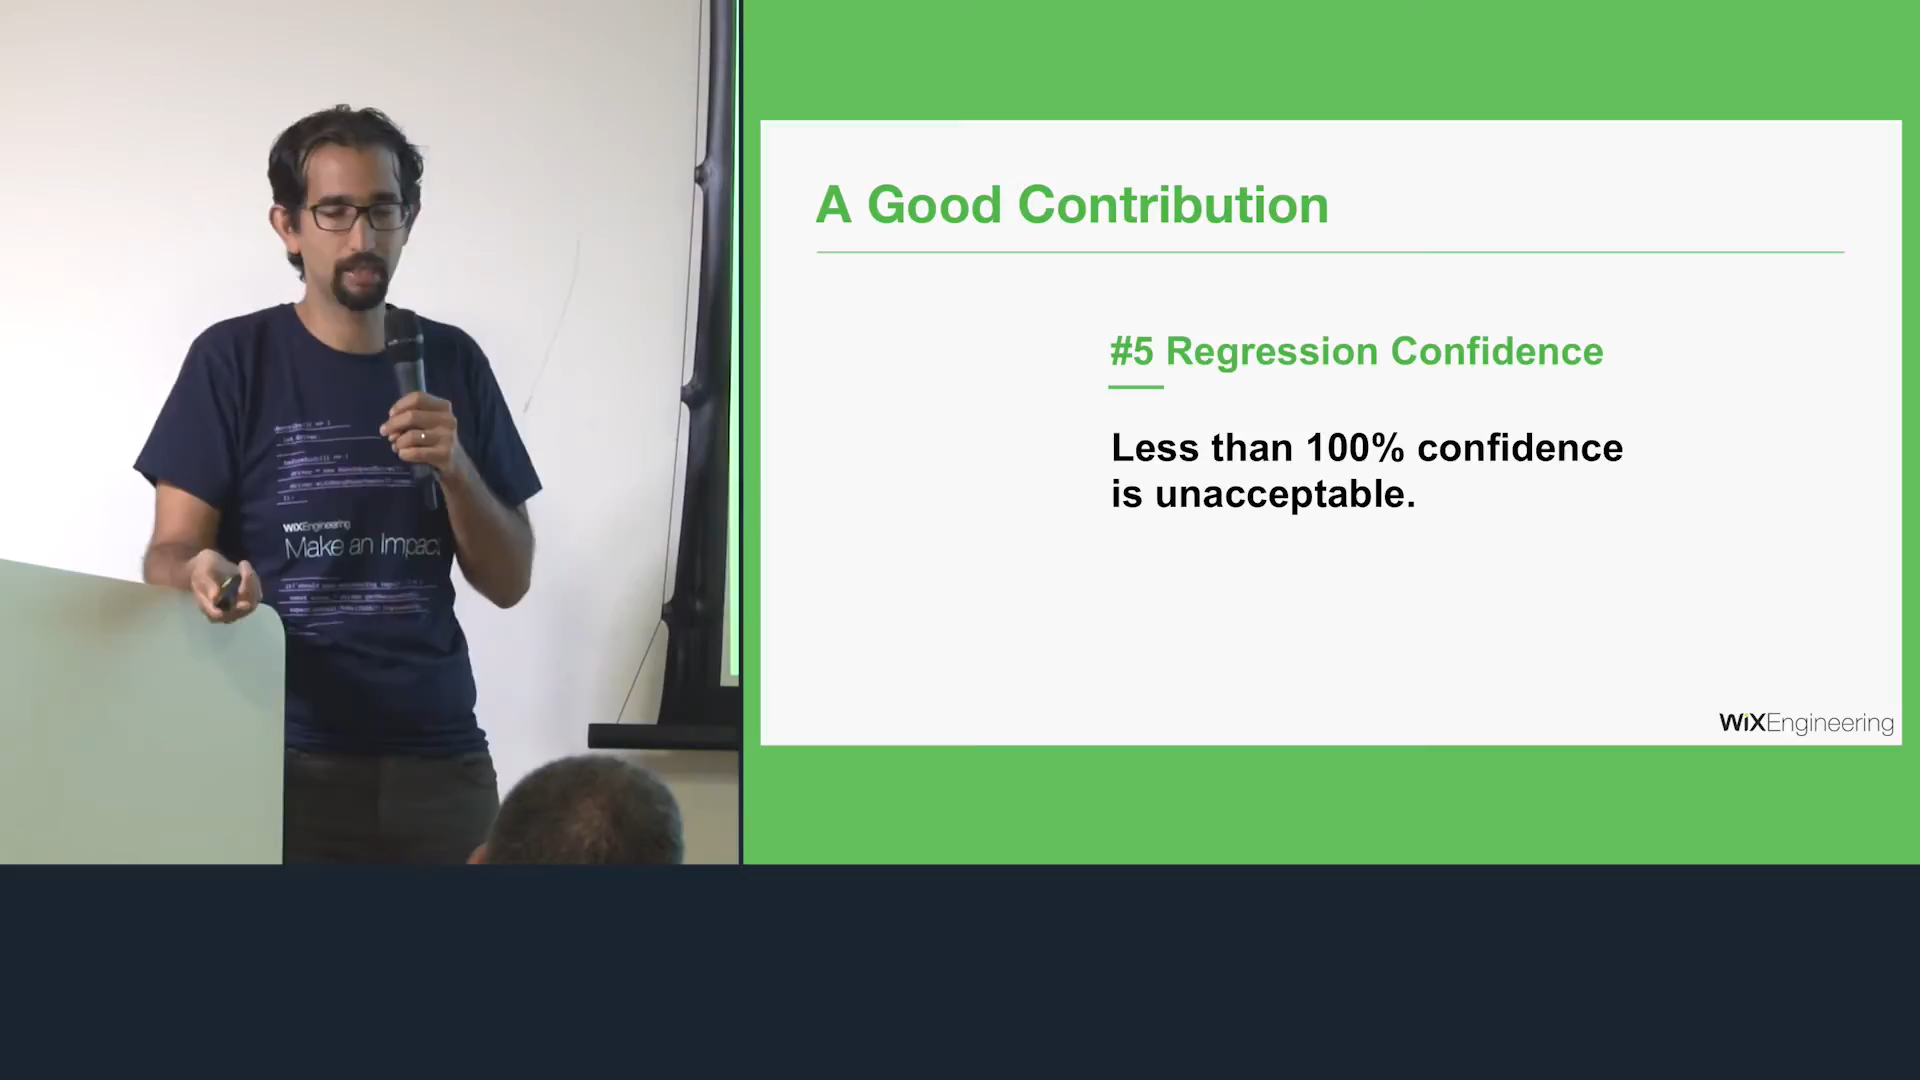 WiXEngineering
Make an Impact
A Good Contribution
#5 Regression Confidence
Less than 100% confidence
is unacceptable.
WiXEngineering